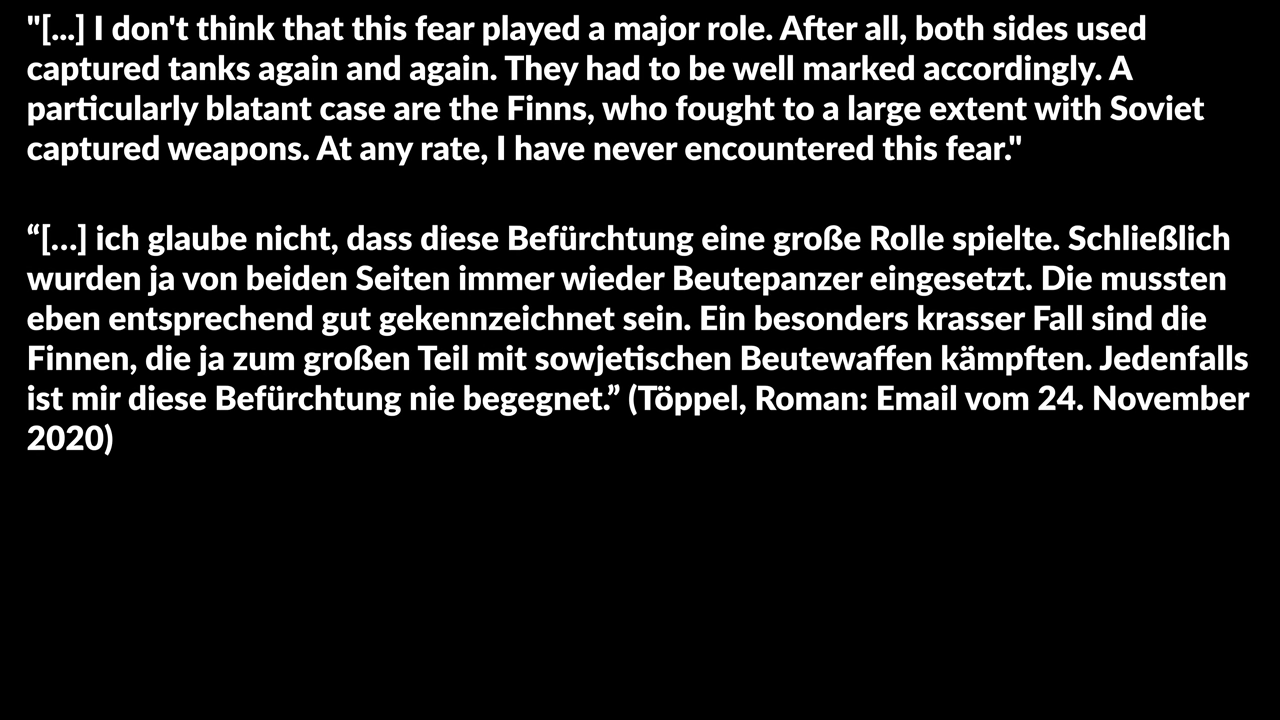 "[...] I don't think that this fear played a major role. After all, both sides used
captured tanks again and again. They had to be well marked accordingly. A
particularly blatant case are the Finns, who fought to a large extent with Soviet
captured weapons. At any rate, I have never encountered this fear."
“[…] ich glaube nicht, dass diese Befürchtung eine große Rolle spielte. Schließlich
wurden ja von beiden Seiten immer wieder Beutepanzer eingesetzt. Die mussten
eben entsprechend gut gekennzeichnet sein. Ein besonders krasser Fall sind die
Finnen, die ja zum großen Teil mit sowjetischen Beutewaffen kämpften. Jedenfalls
ist mir diese Befürchtung nie begegnet.” (Töppel, Roman: Email vom 24. November
2020)